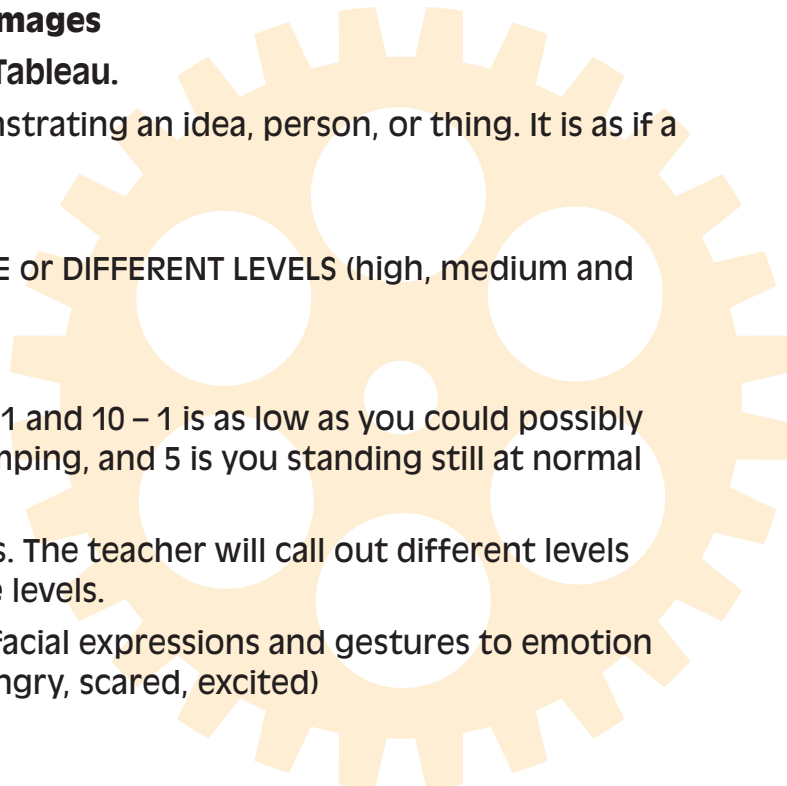 mages
Tableau.
nstrating an idea, person, or thing. It is as if a
E or DIFFERENT LEVELS (high, medium and
1 and 10 – 1 is as low as you could possibly
mping, and 5 is you standing still at normal
s. The teacher will call out different levels
e levels.
facial expressions and gestures to emotion
ngry, scared, excited)